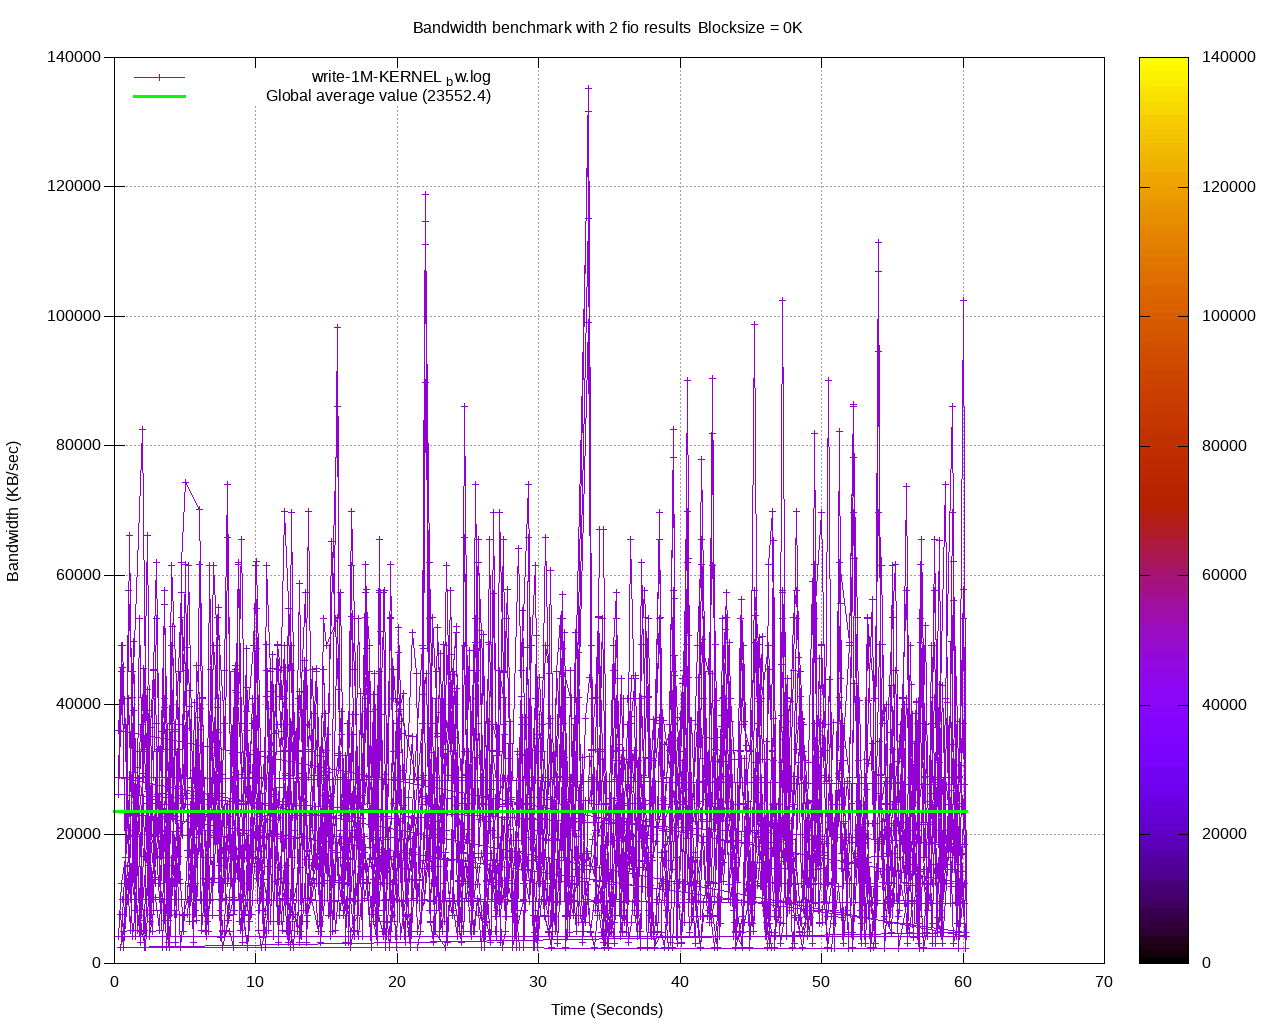 Bandwidth benchmark with 2 fio results Blocksize = 0K
write-1M-KERNEL bw.log
Global average value (23552.4)
140000
120000
100000
80000
60000
40000
20000
0
Bandwidth (KB/sec)
0 10 20 30 40 50 60 70
Time (Seconds)
140000
120000
100000
80000
60000
40000
20000
0